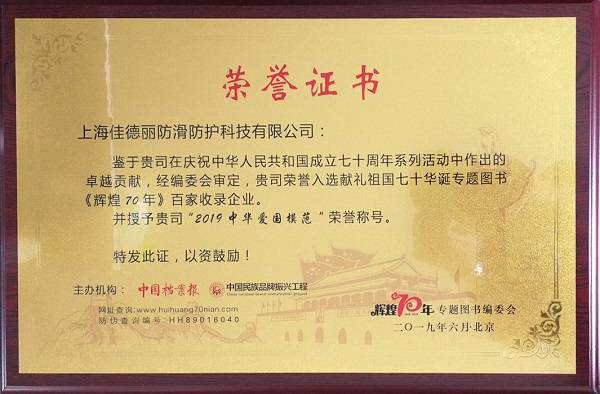 荣誉证书
上海佳德丽防滑防护科技有限公司：
鉴于贵司在庆祝中华人民共和国成立七十周年系列活动中作出的
卓越贡献，经编委会审定，贵司荣誉入选献礼祖国七十华诞专题图书
《辉煌70年》百家收录企业。
并授予贵司“2019中华爱国模范”荣誉称号。
特发此证，以资鼓励！
主办机构：中国档案报 中国民族品牌振兴工程
China national brand revitalization project
网址查询:www.huihuang70nian.com
防伪查询编号:HH89016040
辉煌70年专题图书编委会
二〇一九年六月·北京